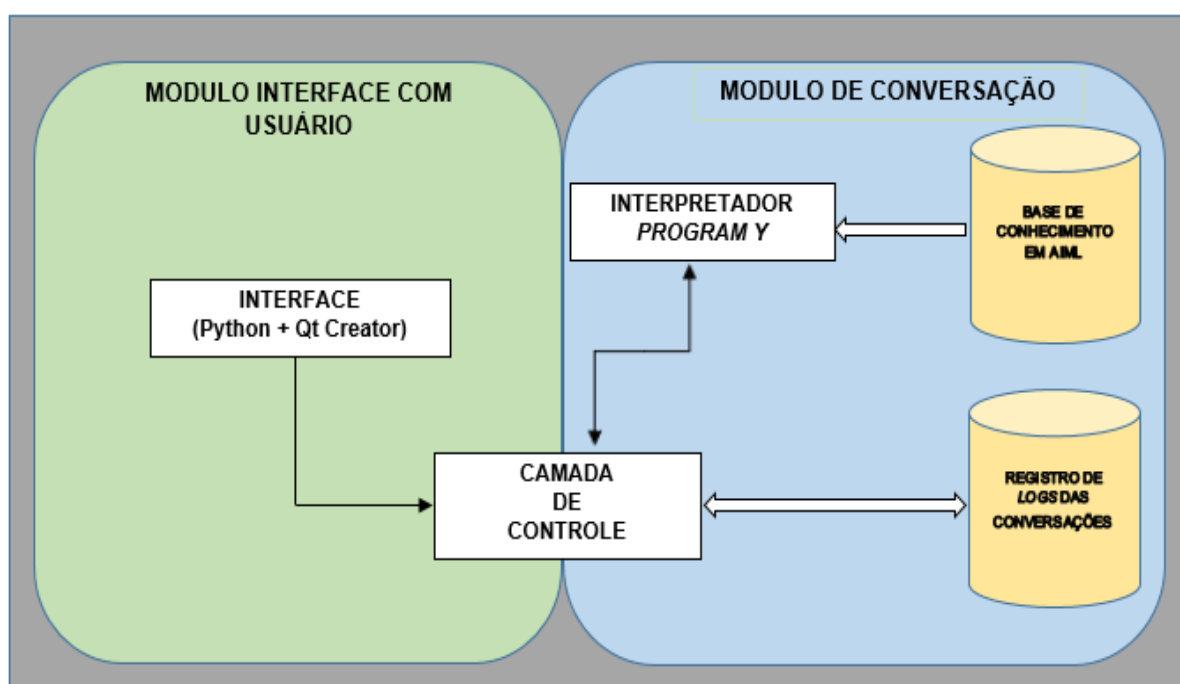 MODULO INTERFACE COM
USUÁRIO
MODULO DE CONVERSAÇÃO
INTERPRETADOR
PROGRAM Y
BASE DE
CONHECIMENTO
EM AIML
INTERFACE
(Python + Qt Creator)
CAMADA
DE
CONTROLE
REGISTRO DE
LOGS DAS
CONVERSAÇÕES